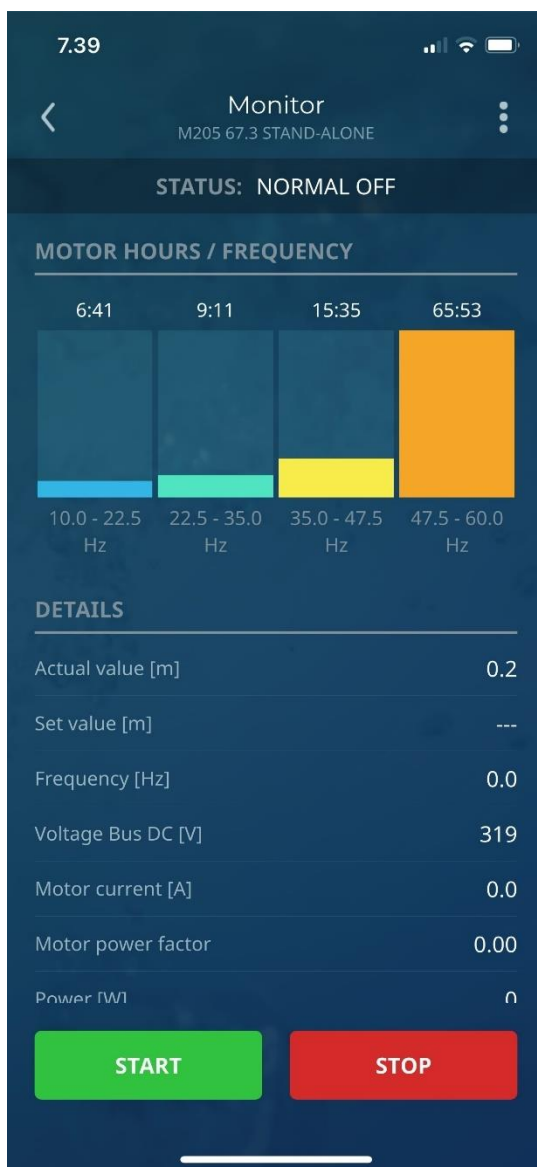 7.39
Monitor
M205 67.3 STAND-ALONE
STATUS: NORMAL OFF
MOTOR HOURS / FREQUENCY
6:41 9:11 15:35 65:53
10.0 - 22.5 22.5 - 35.0 35.0 - 47.5 47.5 - 60.0
Hz Hz Hz Hz
DETAILS
Actual value [m] 0.2
Set value [m] ---
Frequency [Hz] 0.0
Voltage Bus DC [V] 319
Motor current [A] 0.0
Motor power factor 0.00
Power [W] 0
START STOP